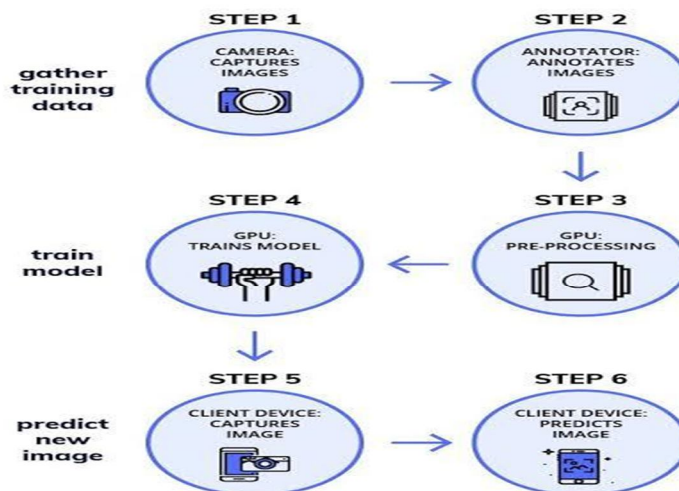 STEP 1
STEP 2
gather
training
data
CAMERA:
CAPTURES
IMAGES
ANNOTATOR:
ANNOTATES
IMAGES
STEP 4
STEP 3
train
model
GPU:
TRAINS MODEL
GPU:
PRE-PROCESSING
STEP 5
STEP 6
predict
new
image
CLIENT DEVICE:
CAPTURES
IMAGE
CLIENT DEVICE:
PREDICTS
IMAGE